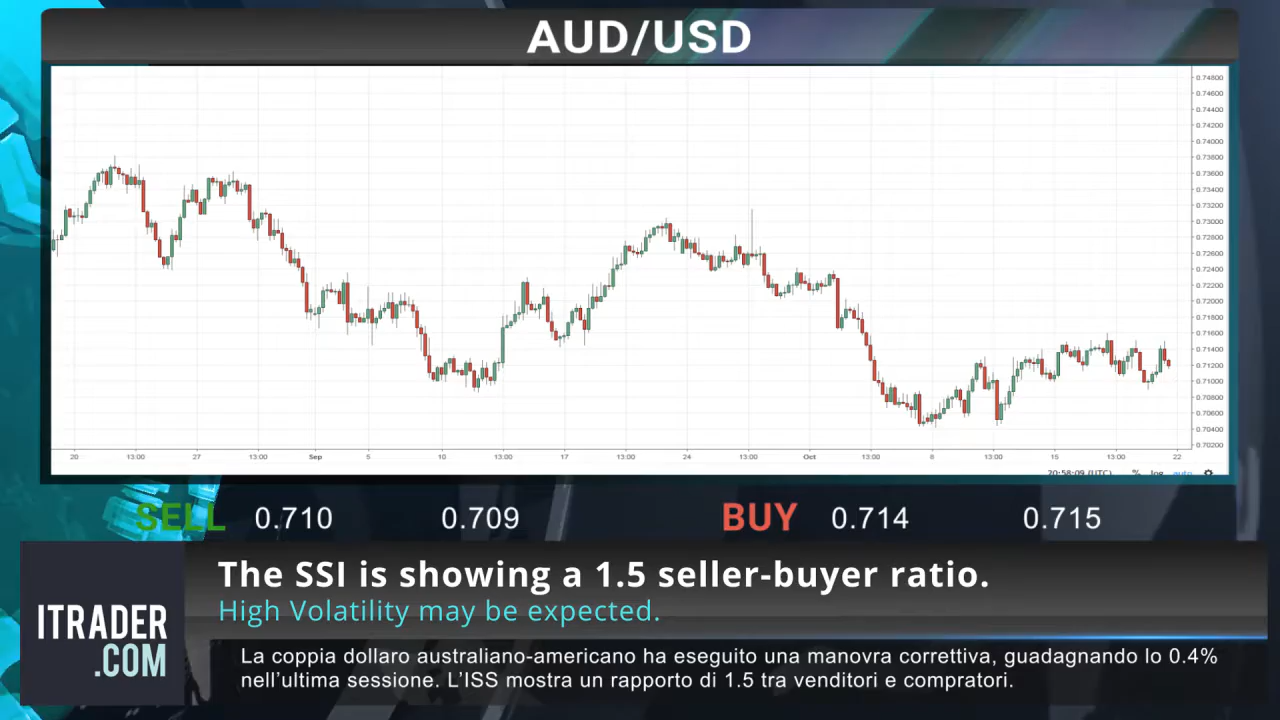 AUD/USD
0.74800
0.74600
0.74400
0.74200
0.74000
0.73800
0.73600
0.73400
0.73200
0.73000
0.72800
0.72600
0.72400
0.72200
0.72000
0.71800
0.71600
0.71400
0.71200
0.71000
0.70800
0.70600
0.70400
0.70200
20 13:00 27 13:00 Sep 5 10 13:00 17 13:00 24 13:00 Oct 13:00 8 13:00 15 13:00 22
20:58:09 (UTC) % log auto
SELL 0.710 0.709 BUY 0.714 0.715
The SSI is showing a 1.5 seller-buyer ratio.
High Volatility may be expected.
ITRADER
.COM
La coppia dollaro australiano-americano ha eseguito una manovra correttiva, guadagnando lo 0.4%
nell'ultima sessione. L'ISS mostra un rapporto di 1.5 tra venditori e compratori.